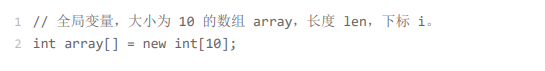 1 // 全局变量，大小为 10 的数组 array，长度 len，下标 i。
2 int array[] = new int[10];